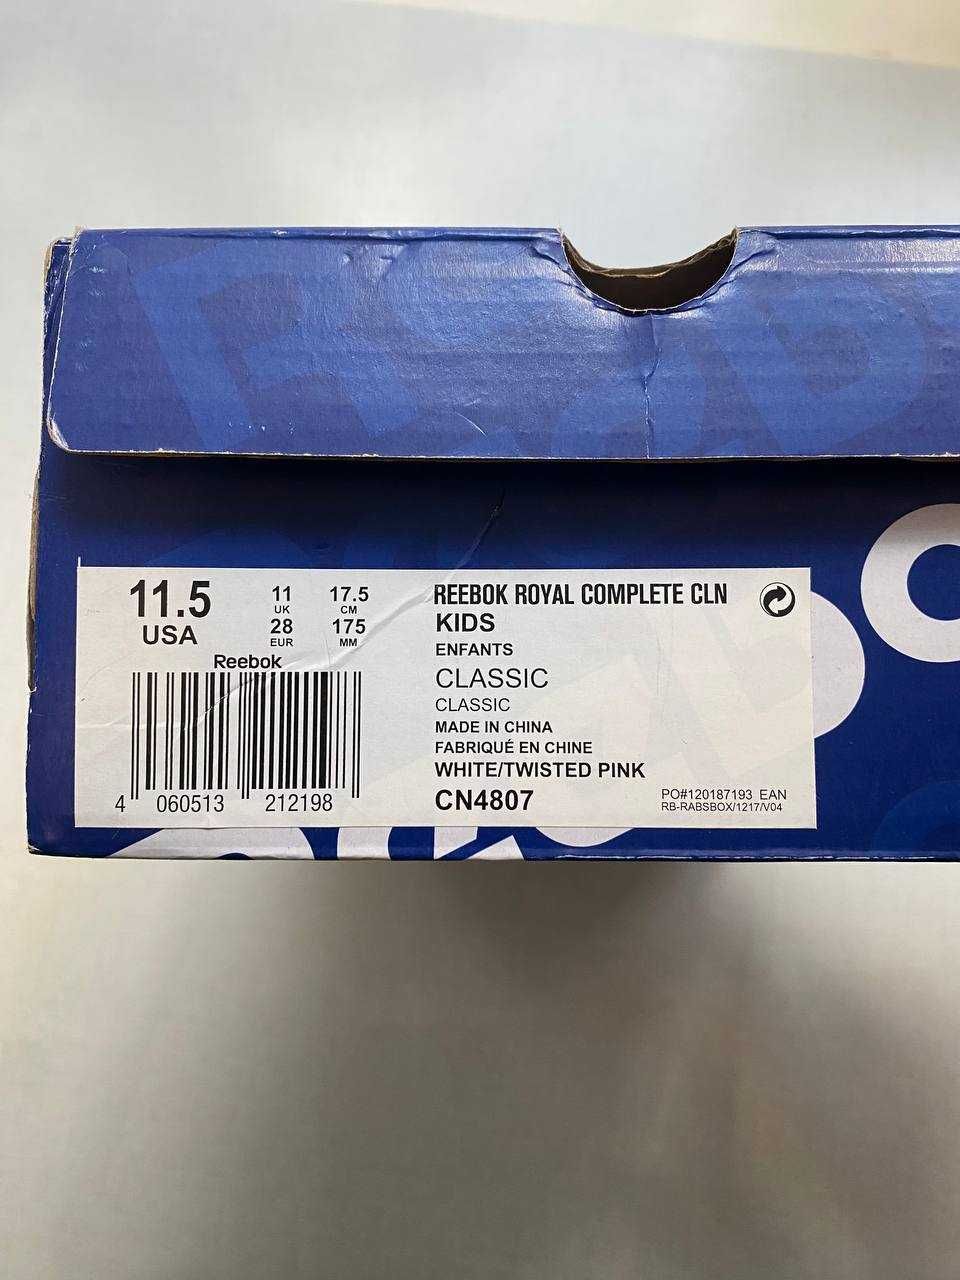 11.5
USA
11
UK
28
EUR
17.5
CM
175
MM
Reebok
4 060513 212198
REEBOK ROYAL COMPLETE CLN
KIDS
ENFANTS
CLASSIC
CLASSIC
MADE IN CHINA
FABRIQUÉ EN CHINE
WHITE/TWISTED PINK
CN4807
PO#120187193 EAN
RB-RABSBOX/1217/V04